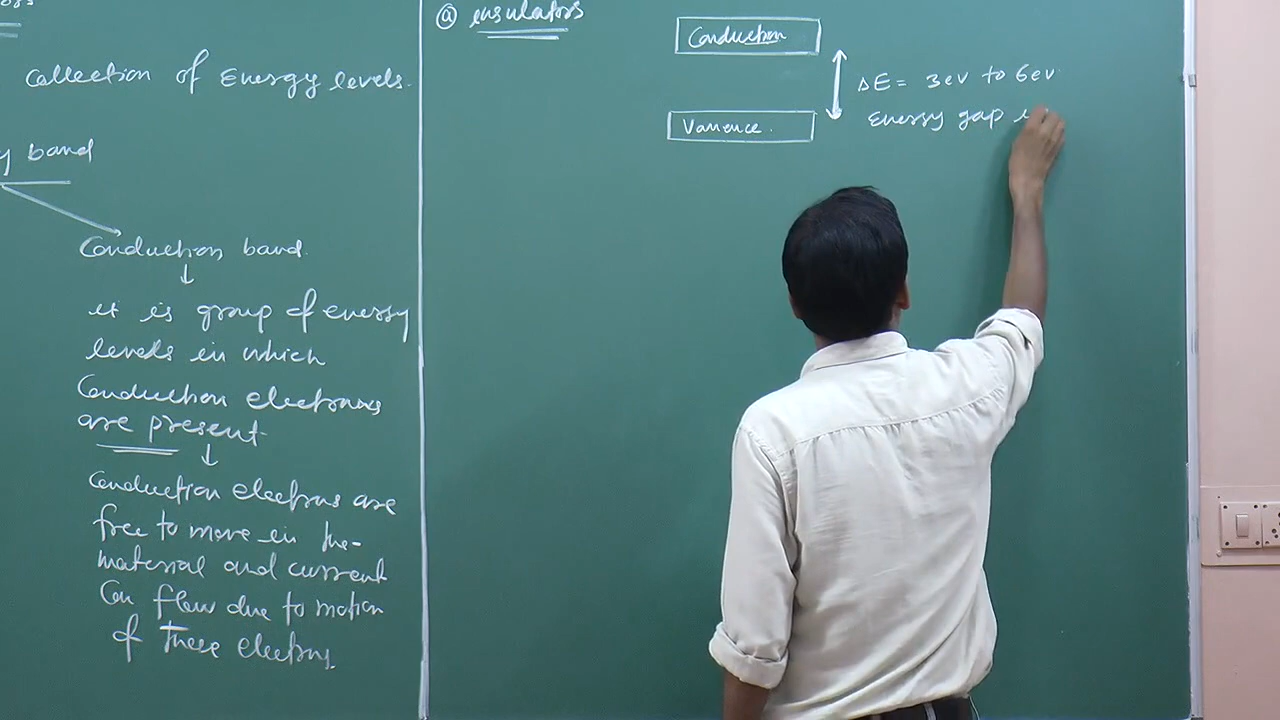 Collection of Energy levels.
band
Conduction band.
↓
it is group of energy
levels in which
Conduction electrons
are present
↓
Conduction electrons are
free to move in the
material and current
Can flow due to motion
of These electrons.
ⓐ insulators
Conduction
Varience.
ΔE = 3ev to 6ev
Energy gap